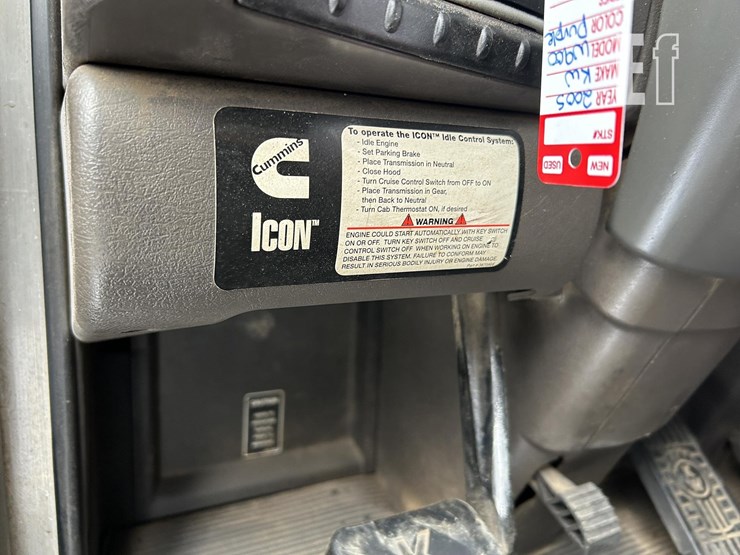 Cummins
ICON™
To operate the ICON™ Idle Control System:
- Idle Engine
- Set Parking Brake
- Place Transmission in Neutral
- Close Hood
- Turn Cruise Control Switch from OFF to ON
- Place Transmission in Gear,
then Back to Neutral
- Turn Cab Thermostat ON, if desired
WARNING
ENGINE COULD START AUTOMATICALLY WITH KEY SWITCH
ON OR OFF. TURN KEY SWITCH OFF AND CRUISE
CONTROL SWITCH OFF WHEN WORKING ON ENGINE TO
DISABLE THIS SYSTEM. FAILURE TO CONFORM MAY
RESULT IN SERIOUS BODILY INJURY OR ENGINE DAMAGE.
NEW USED
STK#
YEAR 2005
MAKE KW
MODEL W900
COLOR Purple